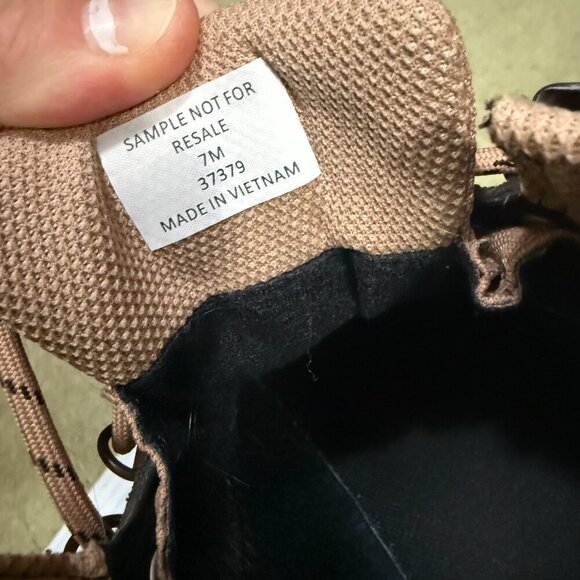 SAMPLE NOT FOR
RESALE
7M
37379
MADE IN VIETNAM